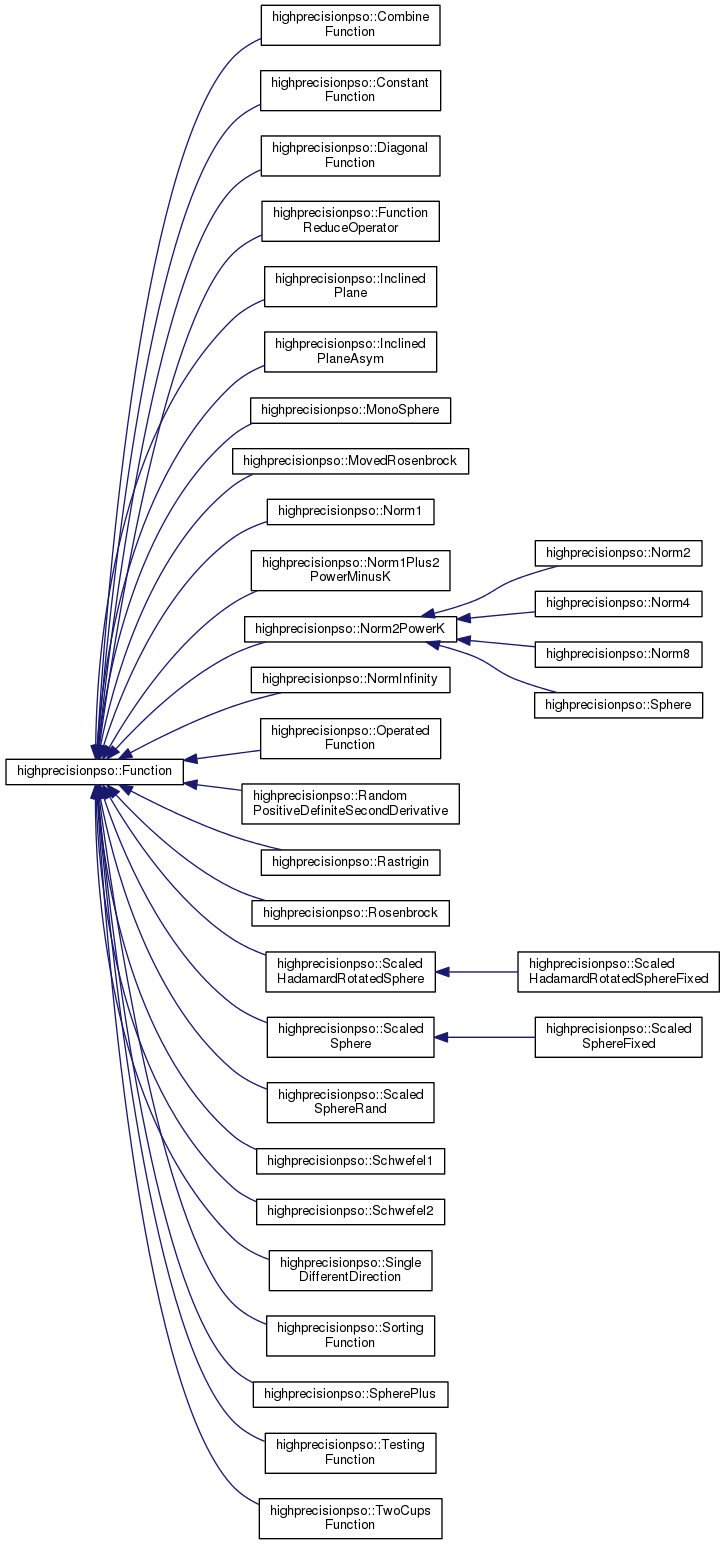 highprecisionpso::Combine
Function
highprecisionpso::Constant
Function
highprecisionpso::Diagonal
Function
highprecisionpso::Function
ReduceOperator
highprecisionpso::Inclined
Plane
highprecisionpso::Inclined
PlaneAsym
highprecisionpso::MonoSphere
highprecisionpso::MovedRosenbrock
highprecisionpso::Norm1
highprecisionpso::Norm1Plus2
PowerMinusK
highprecisionpso::Norm2PowerK
highprecisionpso::Norm2
highprecisionpso::Norm4
highprecisionpso::Norm8
highprecisionpso::Sphere
highprecisionpso::NormInfinity
highprecisionpso::Operated
Function
highprecisionpso::Function
highprecisionpso::Random
PositiveDefiniteSecondDerivative
highprecisionpso::Rastrigin
highprecisionpso::Rosenbrock
highprecisionpso::Scaled
HadamardRotatedSphere
highprecisionpso::Scaled
HadamardRotatedSphereFixed
highprecisionpso::Scaled
Sphere
highprecisionpso::Scaled
SphereFixed
highprecisionpso::Scaled
SphereRand
highprecisionpso::Schwefel1
highprecisionpso::Schwefel2
highprecisionpso::Single
DifferentDirection
highprecisionpso::Sorting
Function
highprecisionpso::SpherePlus
highprecisionpso::Testing
Function
highprecisionpso::TwoCups
Function